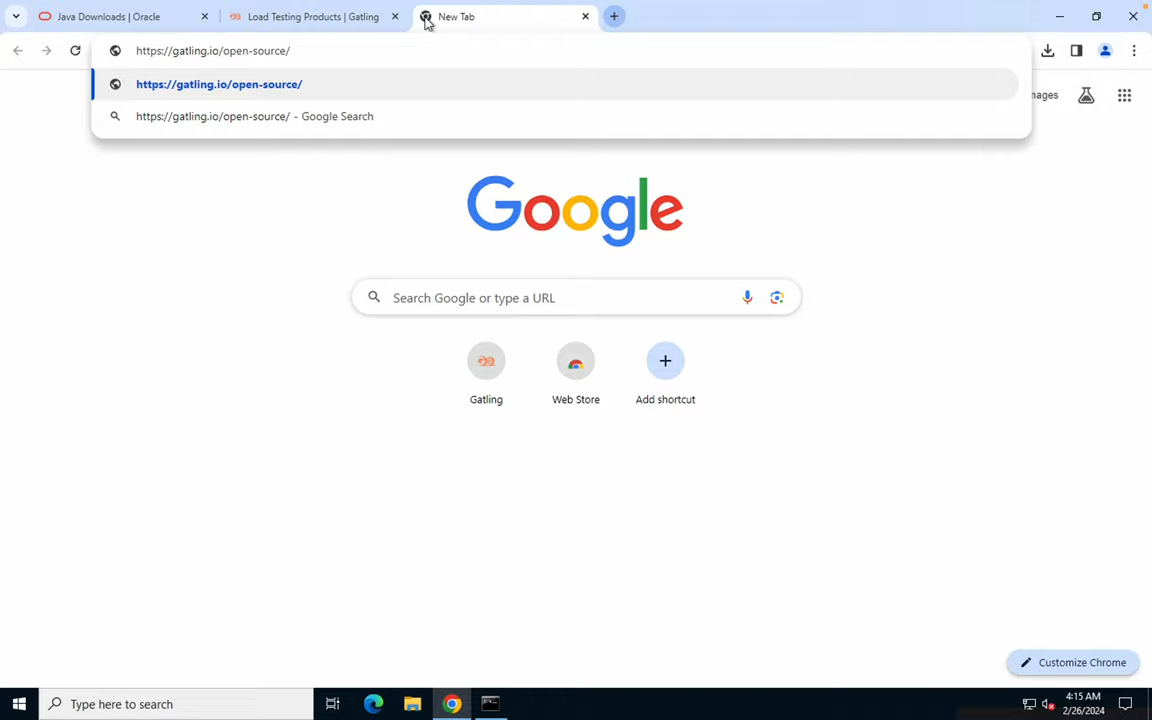 Java Downloads | Oracle
Load Testing Products | Gatling
New Tab
https://gatling.io/open-source/
https://gatling.io/open-source/
https://gatling.io/open-source/ - Google Search
Google
Search Google or type a URL
Gatling
Web Store
Add shortcut
Customize Chrome
Type here to search
4:15 AM
2/26/2024